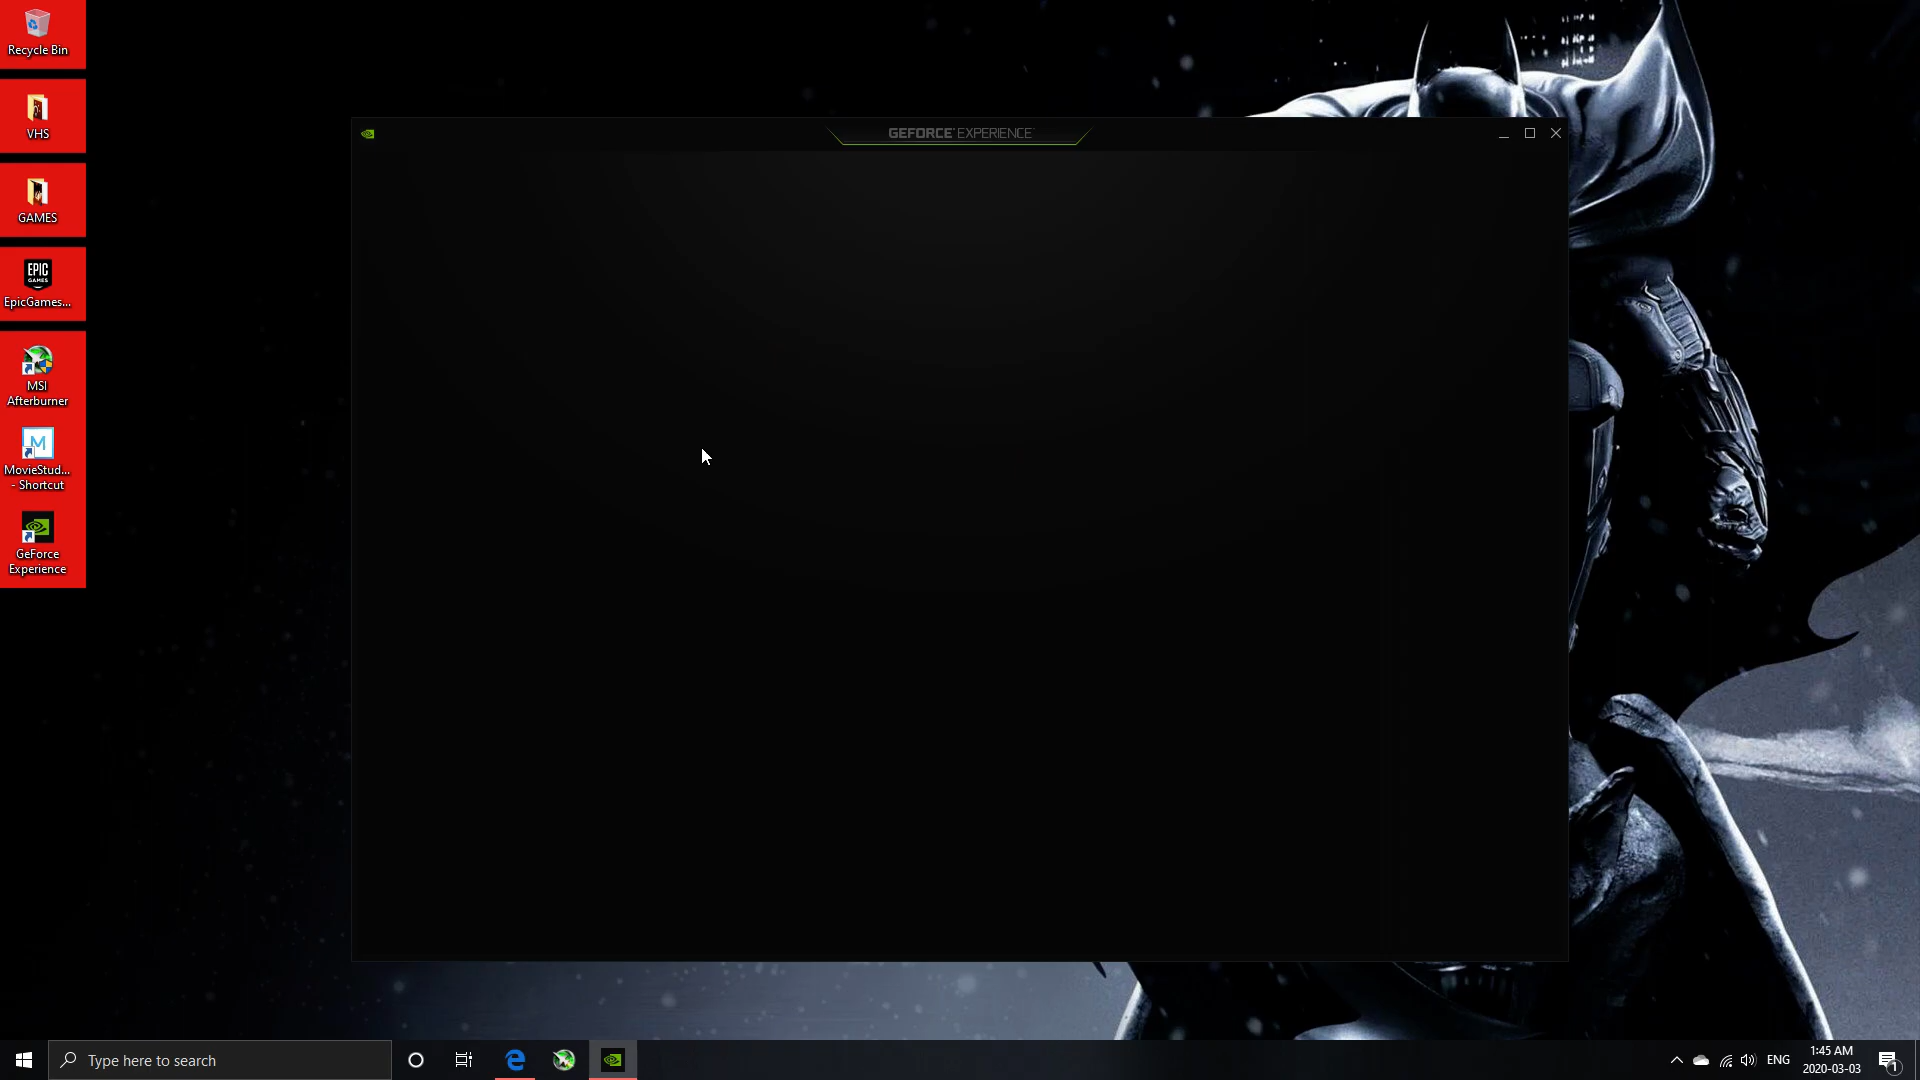 Recycle Bin
VHS
GAMES
EPIC
GAMES
EpicGames...
MSI
Afterburner
M
MovieStud...
- Shortcut
GeForce
Experience
GEFORCE EXPERIENCE
Type here to search
ENG
1:45 AM
2020-03-03
1